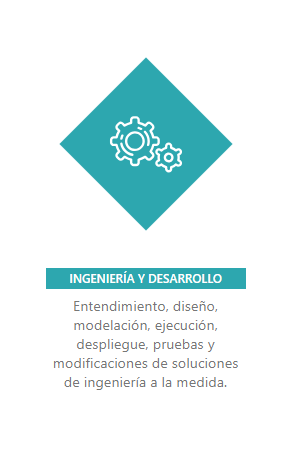 INGENIERÍA Y DESARROLLO
Entendimiento, diseño,
modelación, ejecución,
despliegue, pruebas y
modificaciones de soluciones
de ingeniería a la medida.